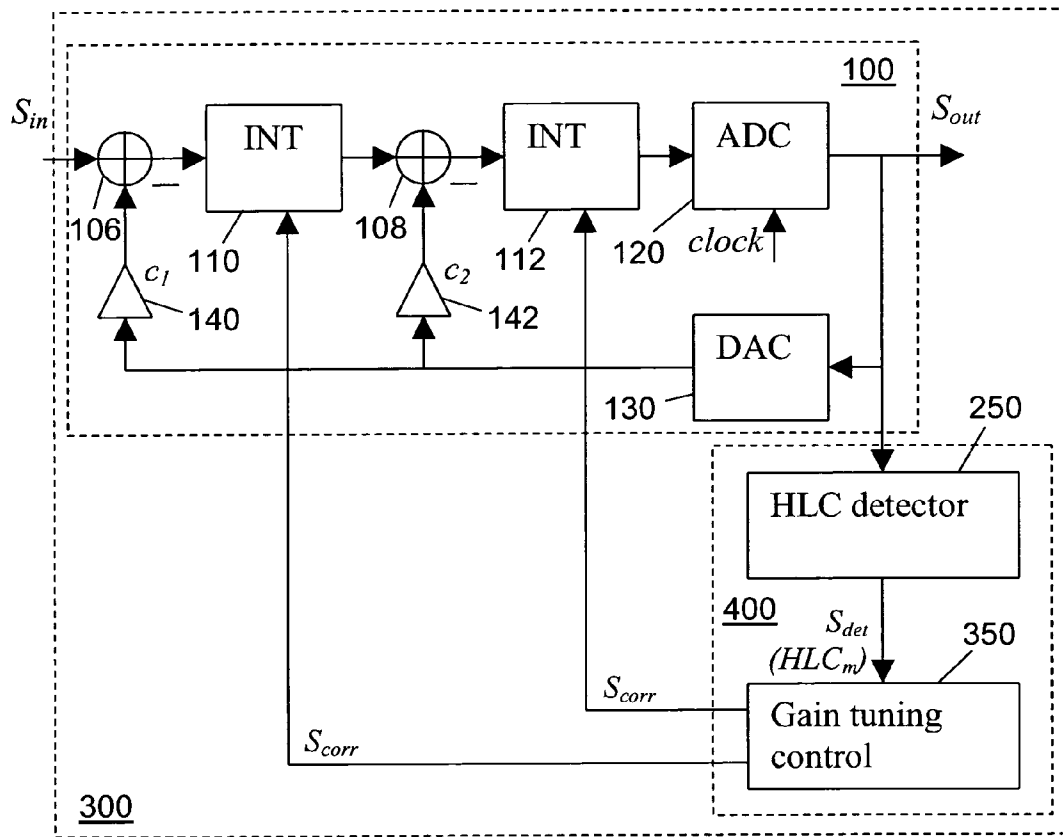 100
S_in
INT
INT
ADC
S_out
106
110
c_1
140
108
c_2
142
112
120
clock
DAC
130
250
HLC detector
400
S_det
(HLC_m)
350
S_corr
Gain tuning
control
S_corr
300